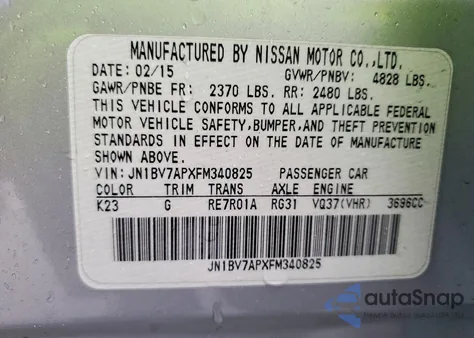 MANUFACTURED BY NISSAN MOTOR CO.,LTD.
DATE: 02/15 GVWR/PNBV: 4828 LBS.
GAWR/PNBE FR: 2370 LBS. RR: 2480 LBS.
THIS VEHICLE CONFORMS TO ALL APPLICABLE FEDERAL
MOTOR VEHICLE SAFETY,BUMPER,AND THEFT PREVENTION
STANDARDS IN EFFECT ON THE DATE OF MANUFACTURE
SHOWN ABOVE.
VIN: JN1BV7APXFM340825 PASSENGER CAR
COLOR TRIM TRANS AXLE ENGINE
K23 G RE7R01A RG31 VQ37(VHR) 3696CC
JN1BV7APXFM340825
autoSnap